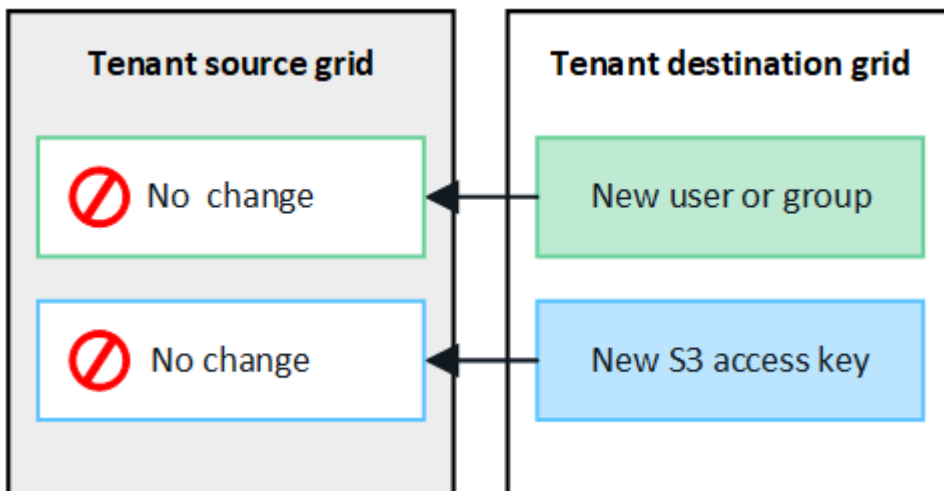 Tenant source grid
Tenant destination grid
No change
New user or group
No change
New S3 access key